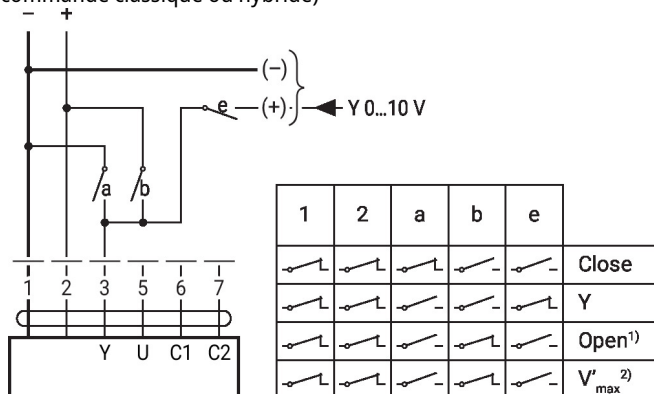 commande classique ou hybride)
− +
(−)
e (+) Y 0...10 V
a b
1 2 3 5 6 7
Y U C1 C2
1 2 a b e
Close
Y
Open¹⁾
V'max²⁾